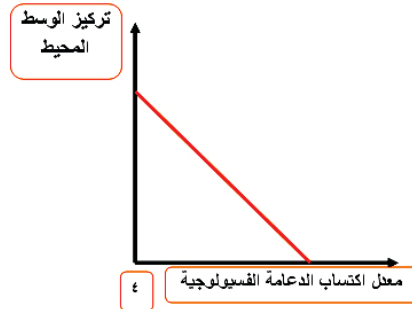 تركيز الوسط
المحيط
معدل اكتساب الدعامة الفسيولوجية
٤